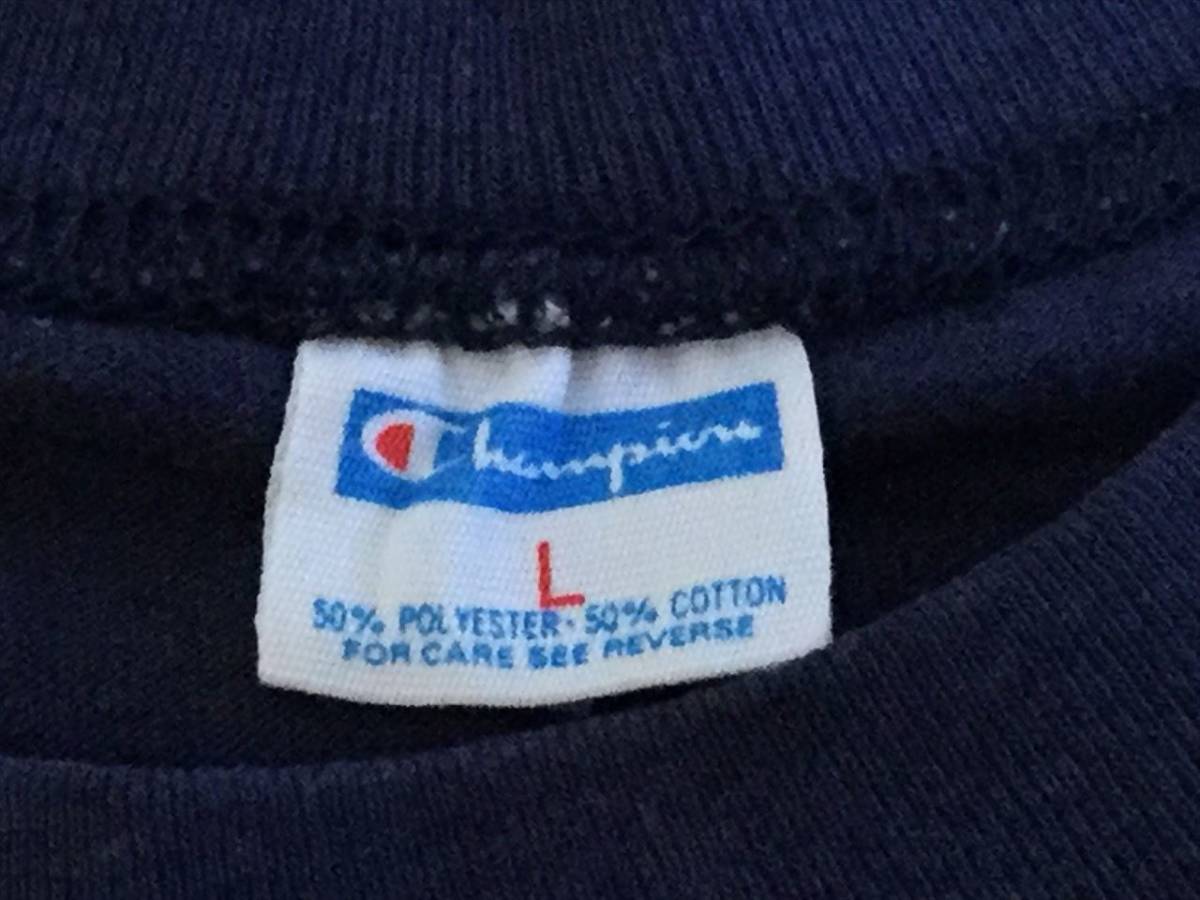 Champion
L
50% POLYESTER · 50% COTTON
FOR CARE SEE REVERSE